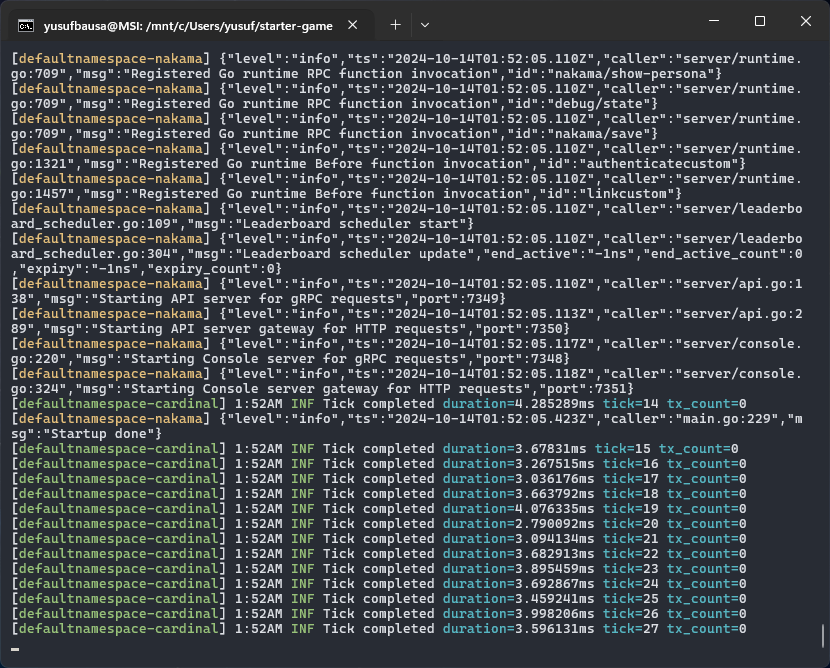 yusufbausa@MSI: /mnt/c/Users/yusuf/starter-game
[defaultnamespace-nakama] {"level":"info","ts":"2024-10-14T01:52:05.110Z","caller":"server/runtime.
go:709","msg":"Registered Go runtime RPC function invocation","id":"nakama/show-persona"}
[defaultnamespace-nakama] {"level":"info","ts":"2024-10-14T01:52:05.110Z","caller":"server/runtime.
go:709","msg":"Registered Go runtime RPC function invocation","id":"debug/state"}
[defaultnamespace-nakama] {"level":"info","ts":"2024-10-14T01:52:05.110Z","caller":"server/runtime.
go:709","msg":"Registered Go runtime RPC function invocation","id":"nakama/save"}
[defaultnamespace-nakama] {"level":"info","ts":"2024-10-14T01:52:05.110Z","caller":"server/runtime.
go:1321","msg":"Registered Go runtime Before function invocation","id":"authenticatecustom"}
[defaultnamespace-nakama] {"level":"info","ts":"2024-10-14T01:52:05.110Z","caller":"server/runtime.
go:1457","msg":"Registered Go runtime Before function invocation","id":"linkcustom"}
[defaultnamespace-nakama] {"level":"info","ts":"2024-10-14T01:52:05.110Z","caller":"server/leaderbo
ard_scheduler.go:109","msg":"Leaderboard scheduler start"}
[defaultnamespace-nakama] {"level":"info","ts":"2024-10-14T01:52:05.110Z","caller":"server/leaderbo
ard_scheduler.go:304","msg":"Leaderboard scheduler update","end_active":"-1ns","end_active_count":0
,"expiry":"-1ns","expiry_count":0}
[defaultnamespace-nakama] {"level":"info","ts":"2024-10-14T01:52:05.110Z","caller":"server/api.go:1
38","msg":"Starting API server for gRPC requests","port":7349}
[defaultnamespace-nakama] {"level":"info","ts":"2024-10-14T01:52:05.113Z","caller":"server/api.go:2
89","msg":"Starting API server gateway for HTTP requests","port":7350}
[defaultnamespace-nakama] {"level":"info","ts":"2024-10-14T01:52:05.117Z","caller":"server/console.
go:220","msg":"Starting Console server for gRPC requests","port":7348}
[defaultnamespace-nakama] {"level":"info","ts":"2024-10-14T01:52:05.118Z","caller":"server/console.
go:324","msg":"Starting Console server gateway for HTTP requests","port":7351}
[defaultnamespace-cardinal] 1:52AM INF Tick completed duration=4.285289ms tick=14 tx_count=0
[defaultnamespace-nakama] {"level":"info","ts":"2024-10-14T01:52:05.423Z","caller":"main.go:229","m
sg":"Startup done"}
[defaultnamespace-cardinal] 1:52AM INF Tick completed duration=3.67831ms tick=15 tx_count=0
[defaultnamespace-cardinal] 1:52AM INF Tick completed duration=3.267515ms tick=16 tx_count=0
[defaultnamespace-cardinal] 1:52AM INF Tick completed duration=3.036176ms tick=17 tx_count=0
[defaultnamespace-cardinal] 1:52AM INF Tick completed duration=3.663792ms tick=18 tx_count=0
[defaultnamespace-cardinal] 1:52AM INF Tick completed duration=4.076335ms tick=19 tx_count=0
[defaultnamespace-cardinal] 1:52AM INF Tick completed duration=2.790092ms tick=20 tx_count=0
[defaultnamespace-cardinal] 1:52AM INF Tick completed duration=3.094134ms tick=21 tx_count=0
[defaultnamespace-cardinal] 1:52AM INF Tick completed duration=3.682913ms tick=22 tx_count=0
[defaultnamespace-cardinal] 1:52AM INF Tick completed duration=3.895459ms tick=23 tx_count=0
[defaultnamespace-cardinal] 1:52AM INF Tick completed duration=3.692867ms tick=24 tx_count=0
[defaultnamespace-cardinal] 1:52AM INF Tick completed duration=3.459241ms tick=25 tx_count=0
[defaultnamespace-cardinal] 1:52AM INF Tick completed duration=3.998206ms tick=26 tx_count=0
[defaultnamespace-cardinal] 1:52AM INF Tick completed duration=3.596131ms tick=27 tx_count=0